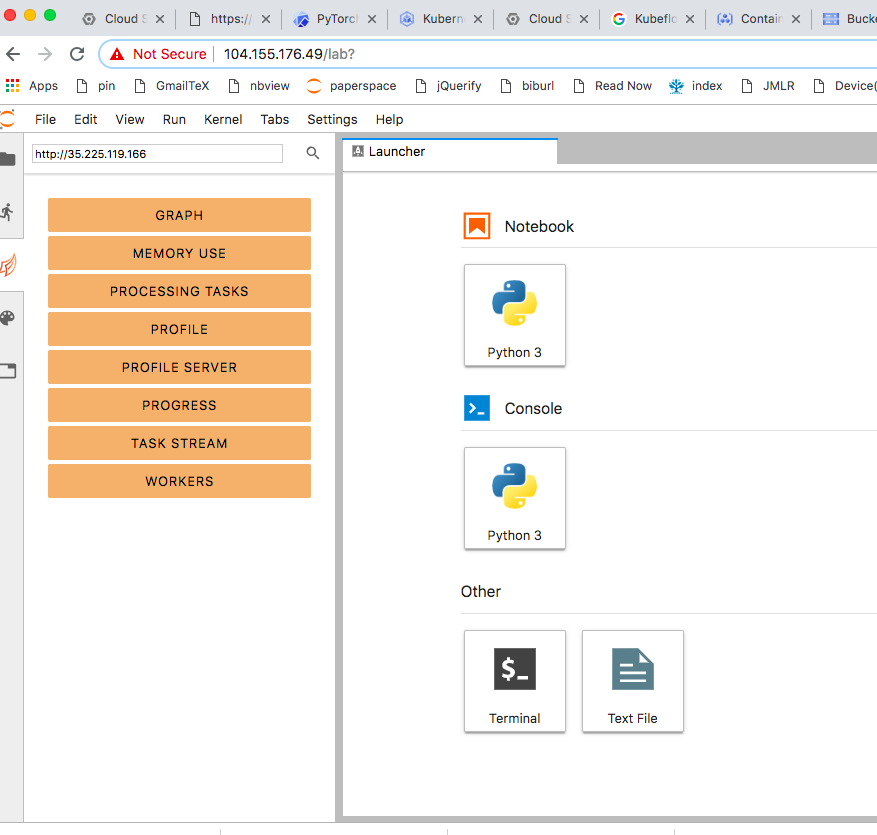 Cloud S
https://
PyTorch
Kubern
Cloud S
Kubeflo
Contain
Bucke
Not Secure
104.155.176.49/lab?
Apps
pin
GmailTeX
nbview
paperspace
jQuerify
biburl
Read Now
index
JMLR
Device(
File Edit View Run Kernel Tabs Settings Help
http://35.225.119.166
Launcher
GRAPH
MEMORY USE
PROCESSING TASKS
PROFILE
PROFILE SERVER
PROGRESS
TASK STREAM
WORKERS
Notebook
Python 3
Console
Python 3
Other
$_
Terminal
Text File